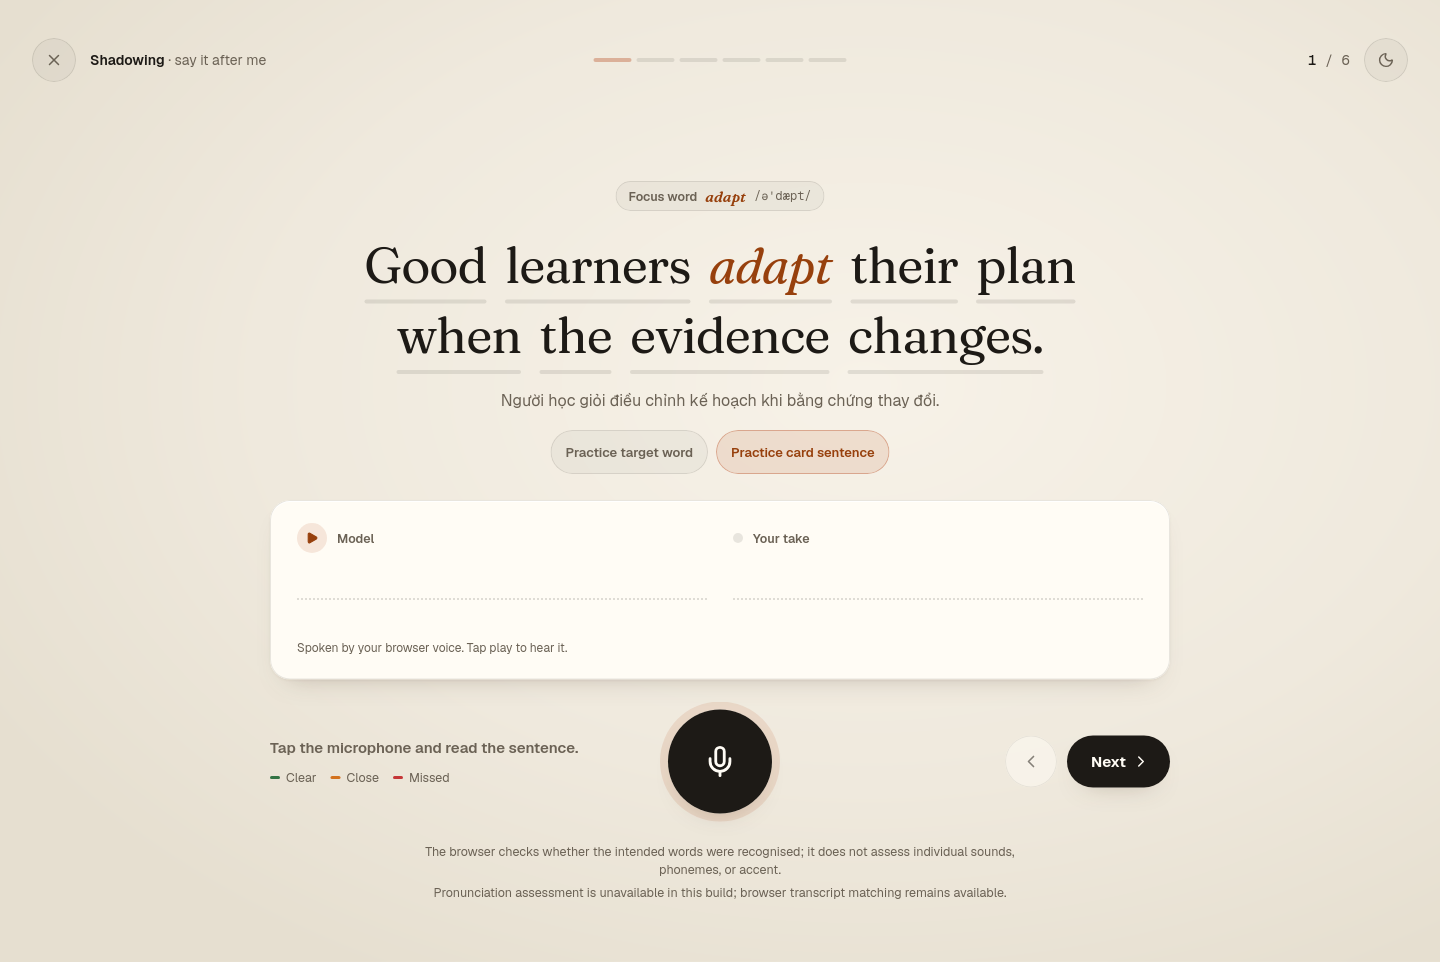 Shadowing · say it after me
1 / 6
Focus word adapt /əˈdæpt/
Good learners adapt their plan
when the evidence changes.
Người học giỏi điều chỉnh kế hoạch khi bằng chứng thay đổi.
Practice target word
Practice card sentence
Model
Your take
Spoken by your browser voice. Tap play to hear it.
Tap the microphone and read the sentence.
Clear Close Missed
Next
The browser checks whether the intended words were recognised; it does not assess individual sounds,
phonemes, or accent.
Pronunciation assessment is unavailable in this build; browser transcript matching remains available.